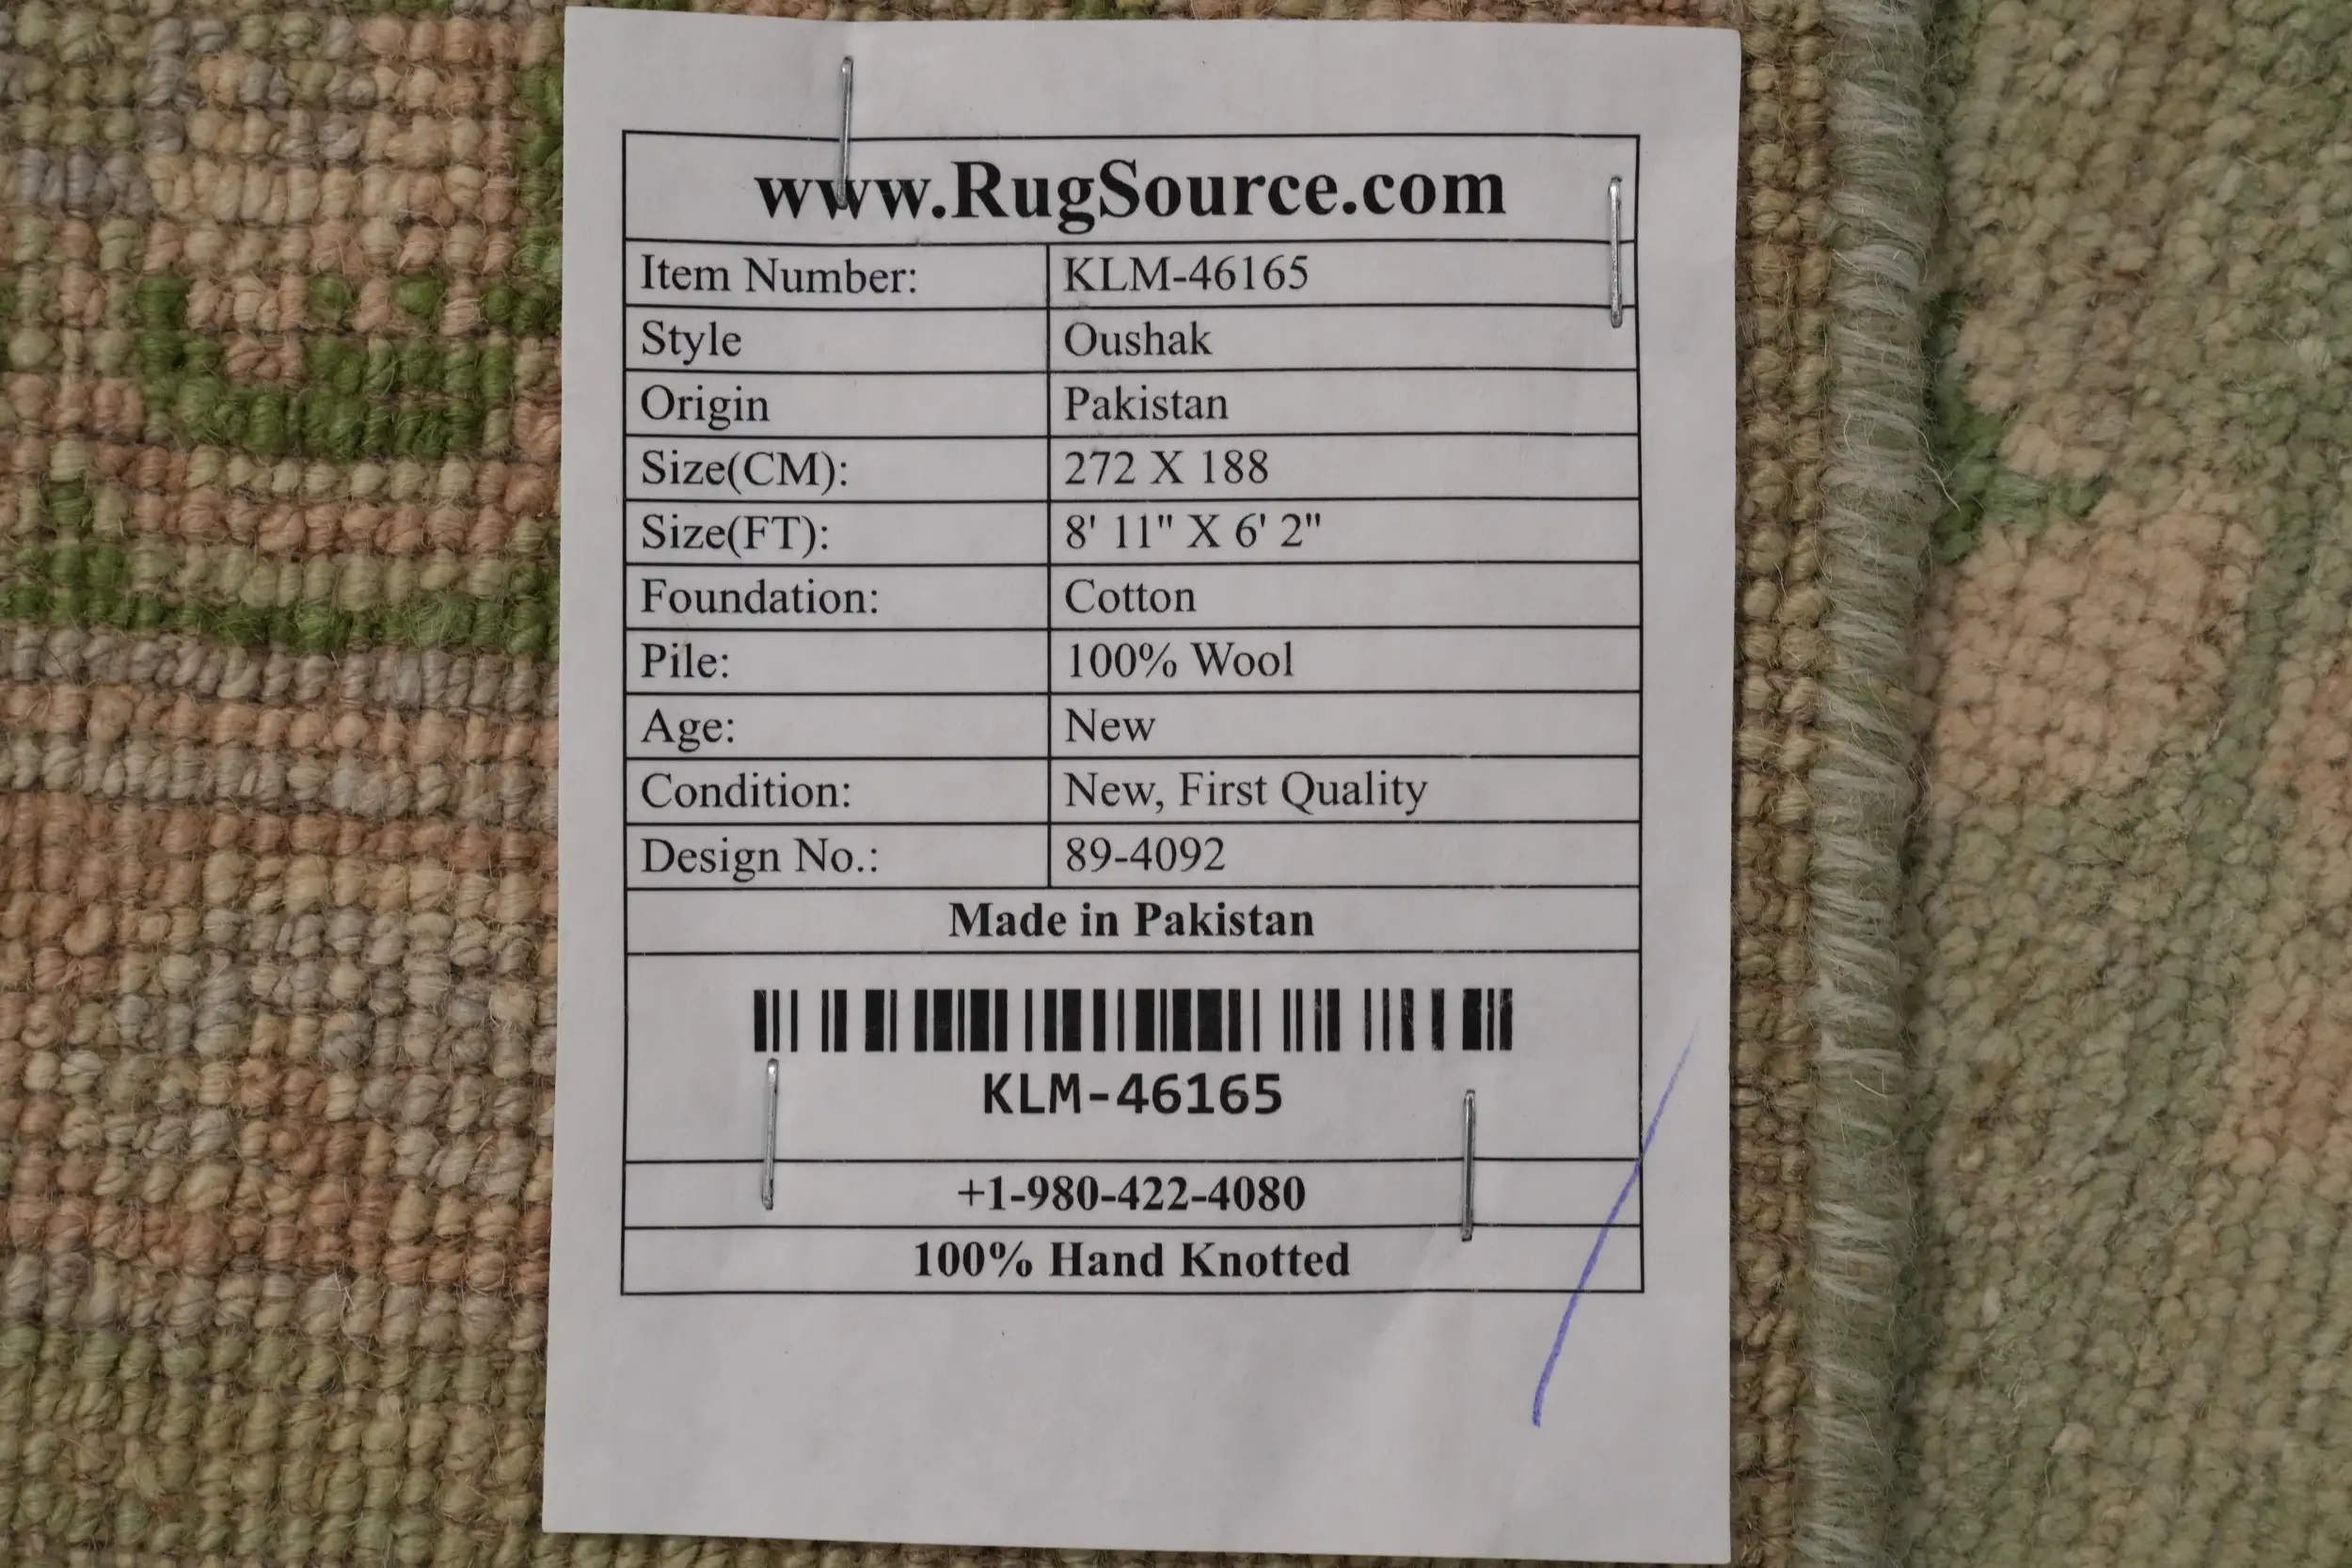 www.RugSource.com
Item Number: KLM-46165
Style Oushak
Origin Pakistan
Size(CM): 272 X 188
Size(FT): 8' 11" X 6' 2"
Foundation: Cotton
Pile: 100% Wool
Age: New
Condition: New, First Quality
Design No.: 89-4092
Made in Pakistan
KLM-46165
+1-980-422-4080
100% Hand Knotted